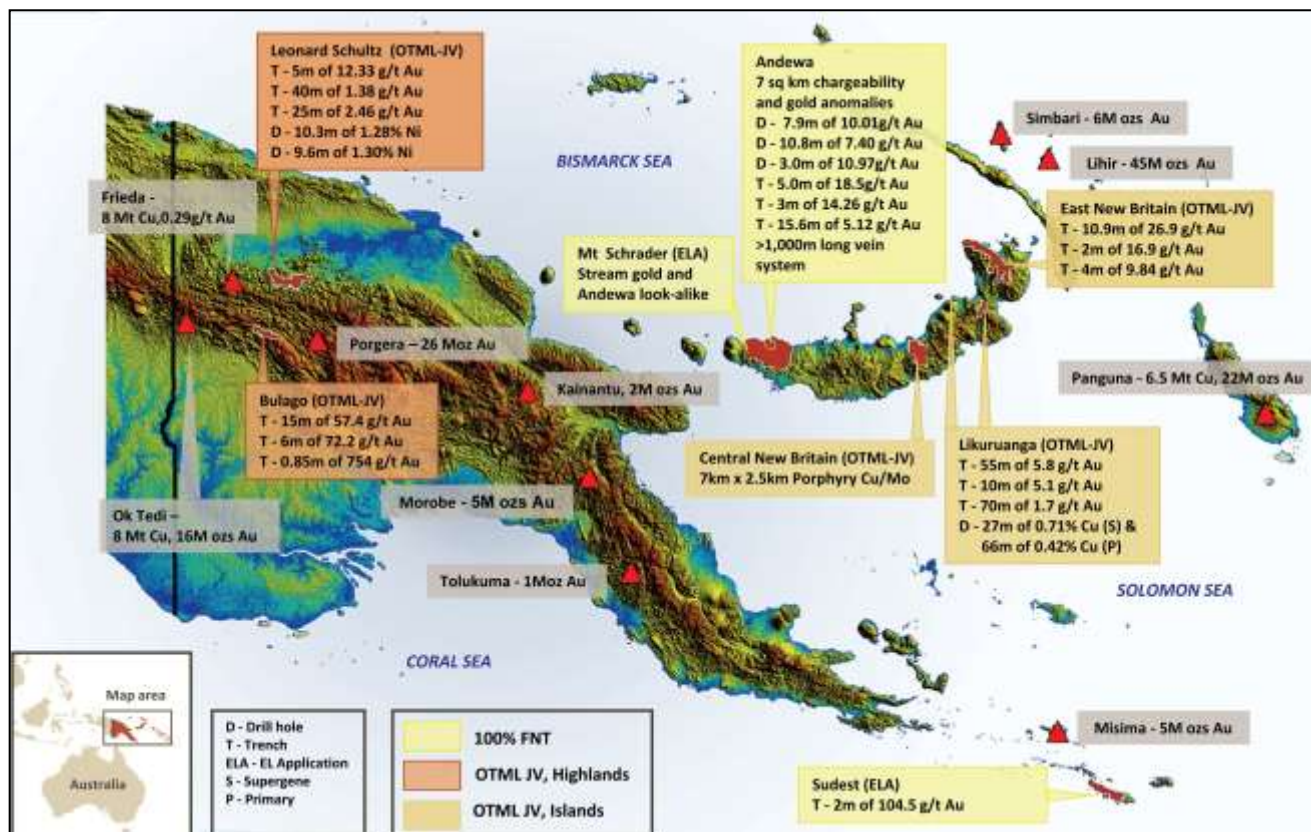 Leonard Schultz (OTML-JV)
T - 5m of 12.33 g/t Au
T - 40m of 1.38 g/t Au
T - 25m of 2.46 g/t Au
D - 10.3m of 1.28% Ni
D - 9.6m of 1.30% Ni
Andewa
7 sq km chargeability
and gold anomalies
D - 7.9m of 10.01g/t Au
D - 10.8m of 7.40 g/t Au
D - 3.0m of 10.97g/t Au
T - 5.0m of 18.5g/t Au
T - 3m of 14.26 g/t Au
T - 15.6m of 5.12 g/t Au
>1,000m long vein
system
BISMARCK SEA
Simbari - 6M ozs Au
Lihir - 45M ozs Au
East New Britain (OTML-JV)
T - 10.9m of 26.9 g/t Au
T - 2m of 16.9 g/t Au
T - 4m of 9.84 g/t Au
Frieda -
8 Mt Cu,0.29g/t Au
Mt Schrader (ELA)
Stream gold and
Andewa look-alike
Porgera – 26 Moz Au
Kainantu, 2M ozs Au
Panguna - 6.5 Mt Cu, 22M ozs Au
Bulago (OTML-JV)
T - 15m of 57.4 g/t Au
T - 6m of 72.2 g/t Au
T - 0.85m of 754 g/t Au
Central New Britain (OTML-JV)
7km x 2.5km Porphyry Cu/Mo
Likuruanga (OTML-JV)
T - 55m of 5.8 g/t Au
T - 10m of 5.1 g/t Au
T - 70m of 1.7 g/t Au
D - 27m of 0.71% Cu (S) &
66m of 0.42% Cu (P)
Morobe - 5M ozs Au
Ok Tedi –
8 Mt Cu, 16M ozs Au
Tolukuma - 1Moz Au
SOLOMON SEA
CORAL SEA
Map area
Australia
D - Drill hole
T - Trench
ELA - EL Application
S - Supergene
P - Primary
100% FNT
OTML JV, Highlands
OTML JV, Islands
Misima - 5M ozs Au
Sudest (ELA)
T - 2m of 104.5 g/t Au